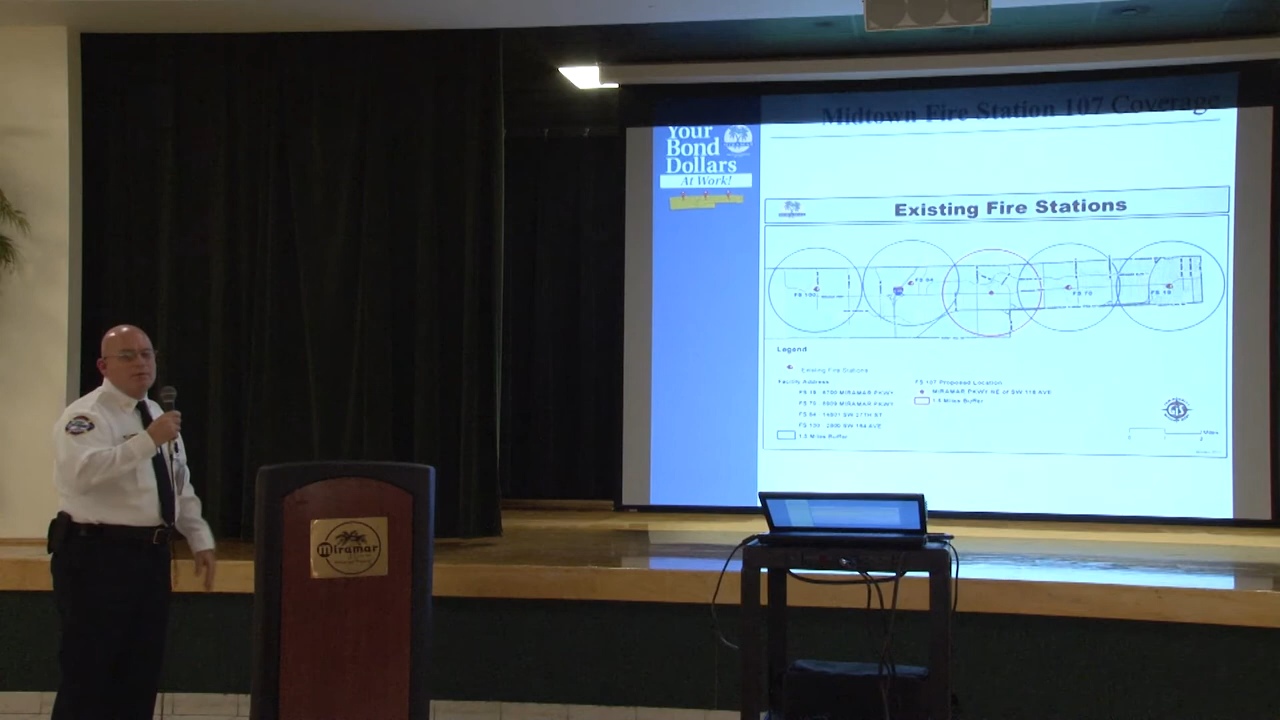 Midtown Fire Station 107 Coverage
Your
Bond
Dollars
At Work!
Existing Fire Stations
FS 100
FS 84
FS 70
FS 19
Legend
Existing Fire Stations
Facility Address
FS 107 Proposed Location
MIRAMAR PKWY NE of SW 118 AVE
1.5 Miles Buffer
FS 19 - 6700 MIRAMAR PKWY
FS 70 - 8909 MIRAMAR PKWY
FS 84 - 14801 SW 27TH ST
FS 100 - 2800 SW 184 AVE
1.5 Miles Buffer
GIS
Miles
miramar